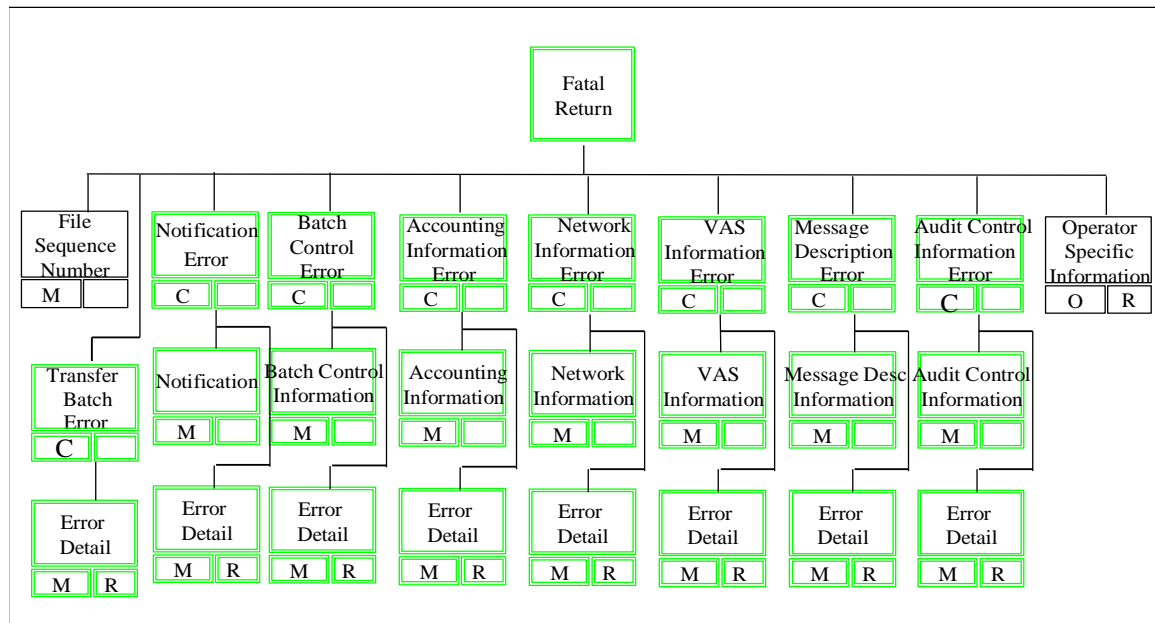 Fatal
Return
File
Sequence
Number
M
Notification
Error
C
Batch
Control
Error
C
Accounting
Information
Error
C
Network
Information
Error
C
VAS
Information
Error
C
Message
Description
Error
C
Audit Control
Information
Error
C
Operator
Specific
Information
O R
Transfer
Batch
Error
C
Notification
M
Batch Control
Information
M
Accounting
Information
M
Network
Information
M
VAS
Information
M
Message Desc
Information
M
Audit Control
Information
M
Error
Detail
M R
Error
Detail
M R
Error
Detail
M R
Error
Detail
M R
Error
Detail
M R
Error
Detail
M R
Error
Detail
M R
Error
Detail
M R